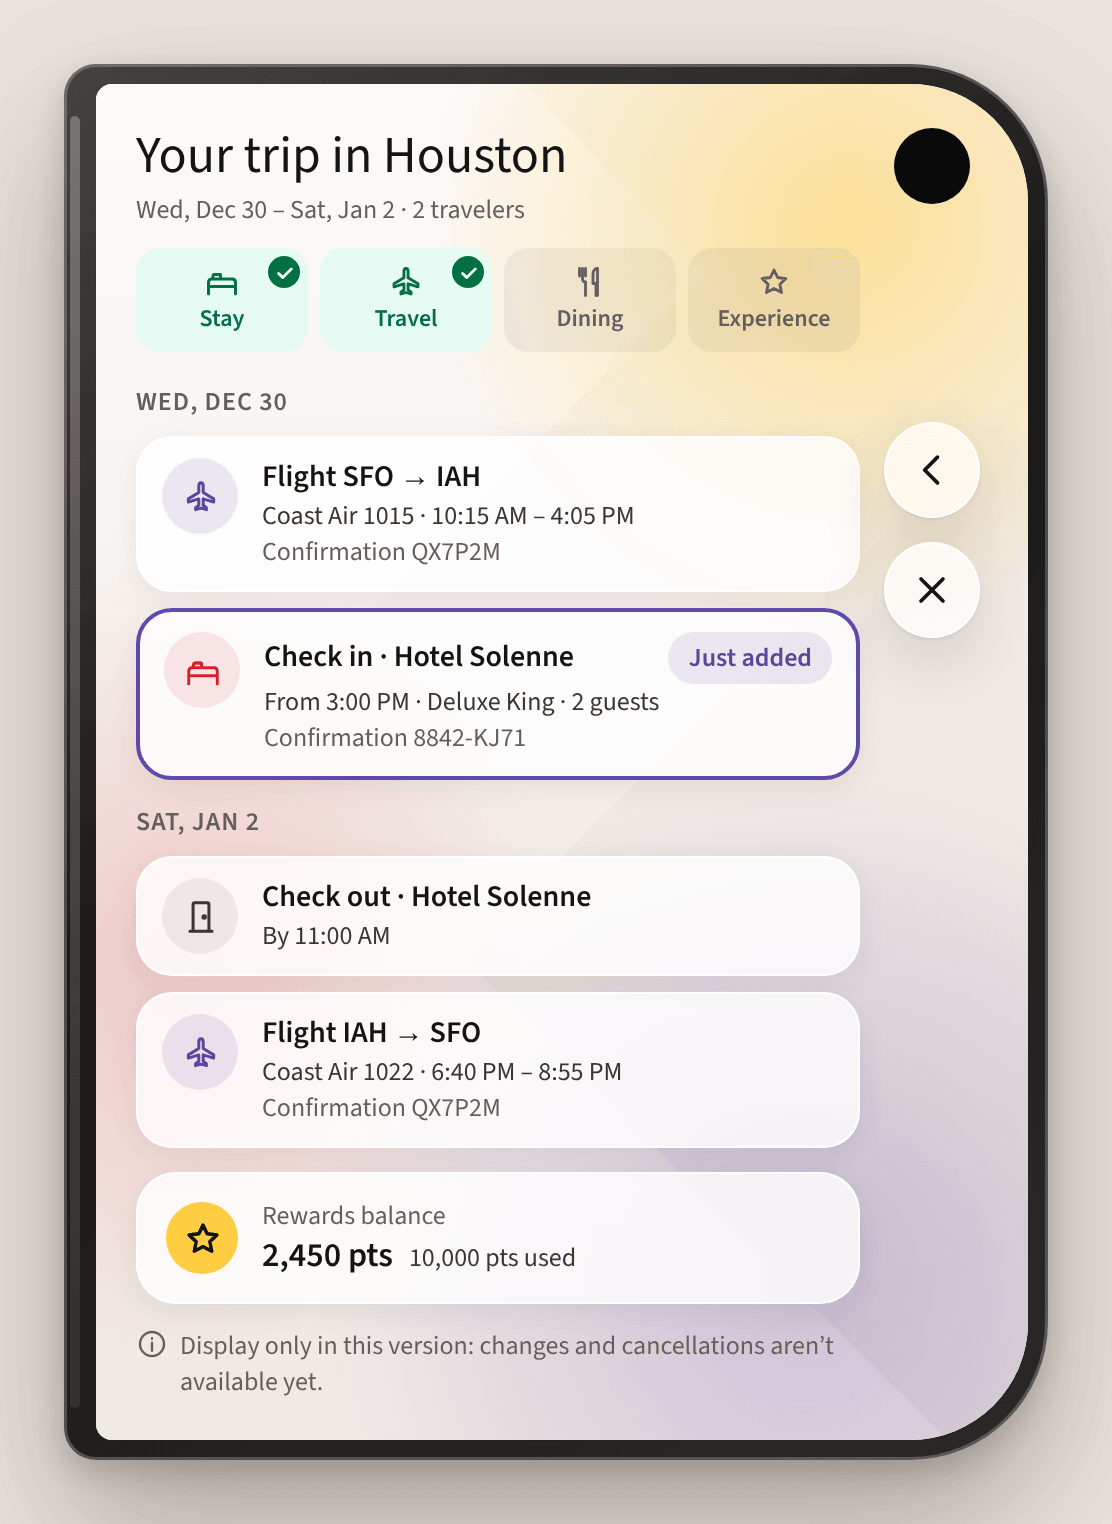 Your trip in Houston
Wed, Dec 30 – Sat, Jan 2 · 2 travelers
Stay
Travel
Dining
Experience
WED, DEC 30
Flight SFO → IAH
Coast Air 1015 · 10:15 AM – 4:05 PM
Confirmation QX7P2M
Check in · Hotel Solenne
Just added
From 3:00 PM · Deluxe King · 2 guests
Confirmation 8842-KJ71
SAT, JAN 2
Check out · Hotel Solenne
By 11:00 AM
Flight IAH → SFO
Coast Air 1022 · 6:40 PM – 8:55 PM
Confirmation QX7P2M
Rewards balance
2,450 pts 10,000 pts used
Display only in this version: changes and cancellations aren’t
available yet.